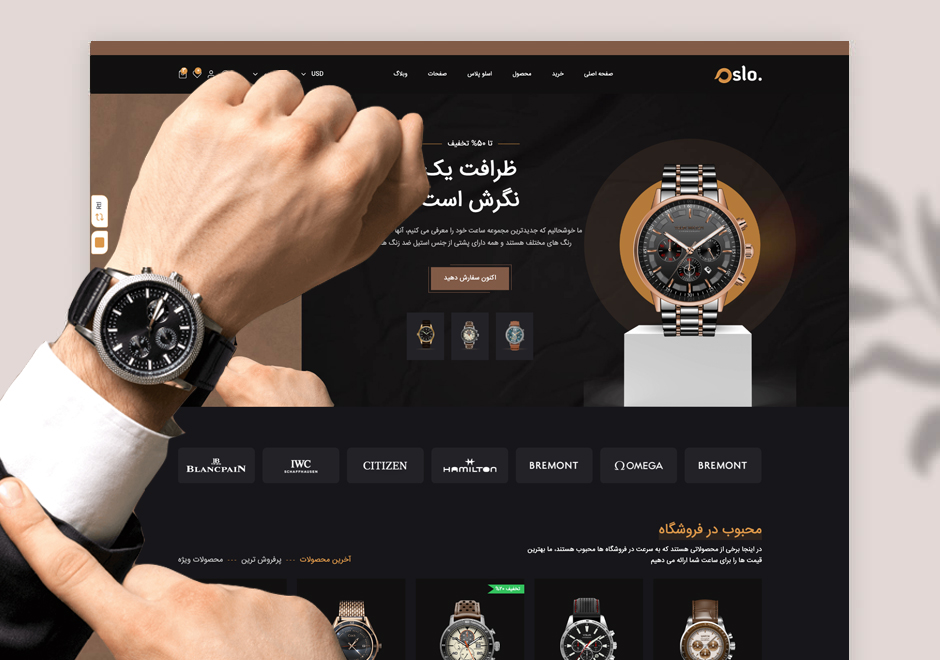 USD
وبلاگ
صفحات
اسلو پلاس
محصول
خرید
صفحه اصلی
Oslo.
تا ۵۰% تخفیف
ظرافت یک
نگرش است
ما خوشحالیم که جدیدترین مجموعه ساعت خود را معرفی می کنیم، آنها
رنگ های مختلف هستند و همه دارای پشتی از جنس استیل ضد زنگ
اکنون سفارش دهید
JB
BLANCPAIN
IWC
SCHAFFHAUSEN
CITIZEN
HAMILTON
BREMONT
OMEGA
BREMONT
محبوب در فروشگاه
در اینجا برخی از محصولاتی هستند که به سرعت در فروشگاه ها محبوب هستند، ما بهترین
قیمت ها را برای ساعت شما ارائه می دهیم
آخرین محصولات --- پرفروش ترین --- محصولات ویژه
تخفیف ۲۰%